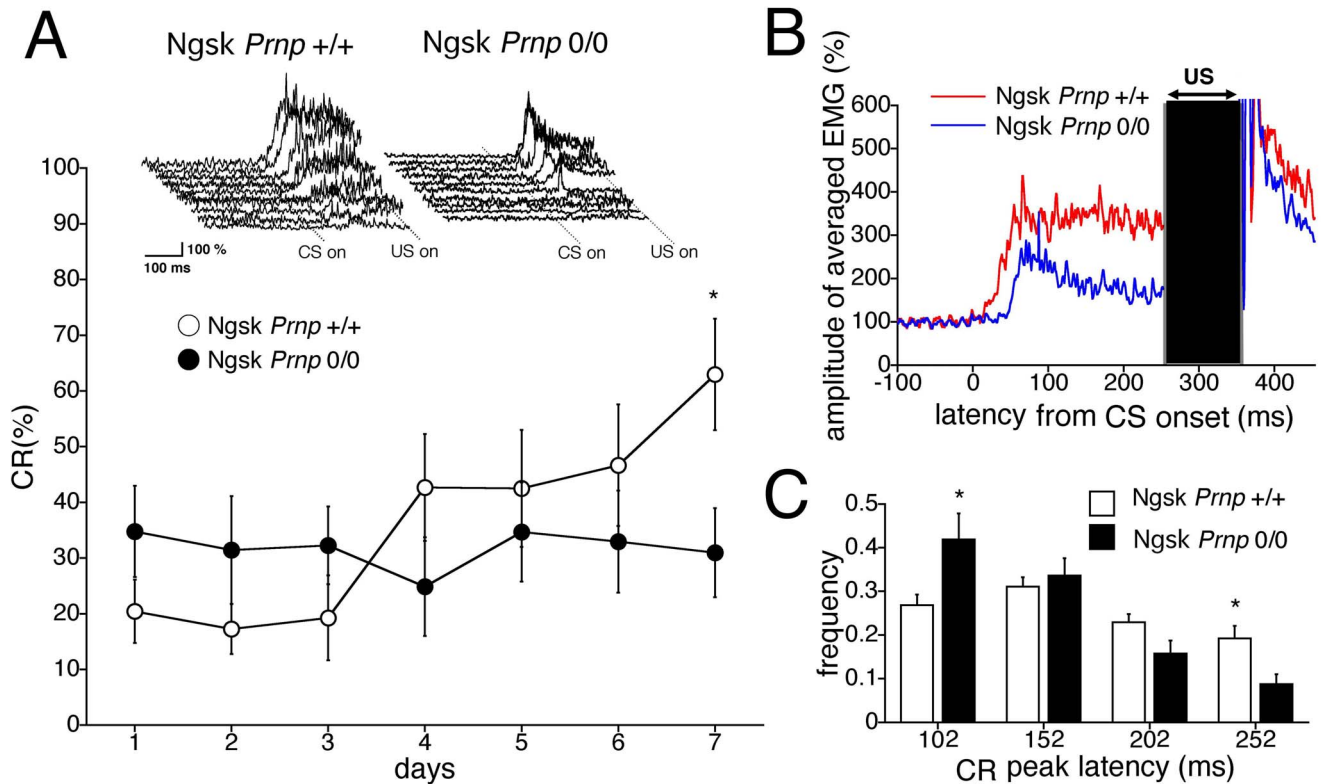 A
Ngsk Prnp +/+ Ngsk Prnp 0/0
100 %
100 ms
CS on US on CS on US on
Ngsk Prnp +/+
Ngsk Prnp 0/0
*
CR(%)
100
90
80
70
60
50
40
30
20
10
0
1 2 3 4 5 6 7
days
B
US
Ngsk Prnp +/+
Ngsk Prnp 0/0
amplitude of averaged EMG (%)
600
500
400
300
200
100
0
-100 0 100 200 300 400
latency from CS onset (ms)
C
Ngsk Prnp +/+
Ngsk Prnp 0/0
* *
frequency
0.5
0.4
0.3
0.2
0.1
0
102 152 202 252
CR peak latency (ms)